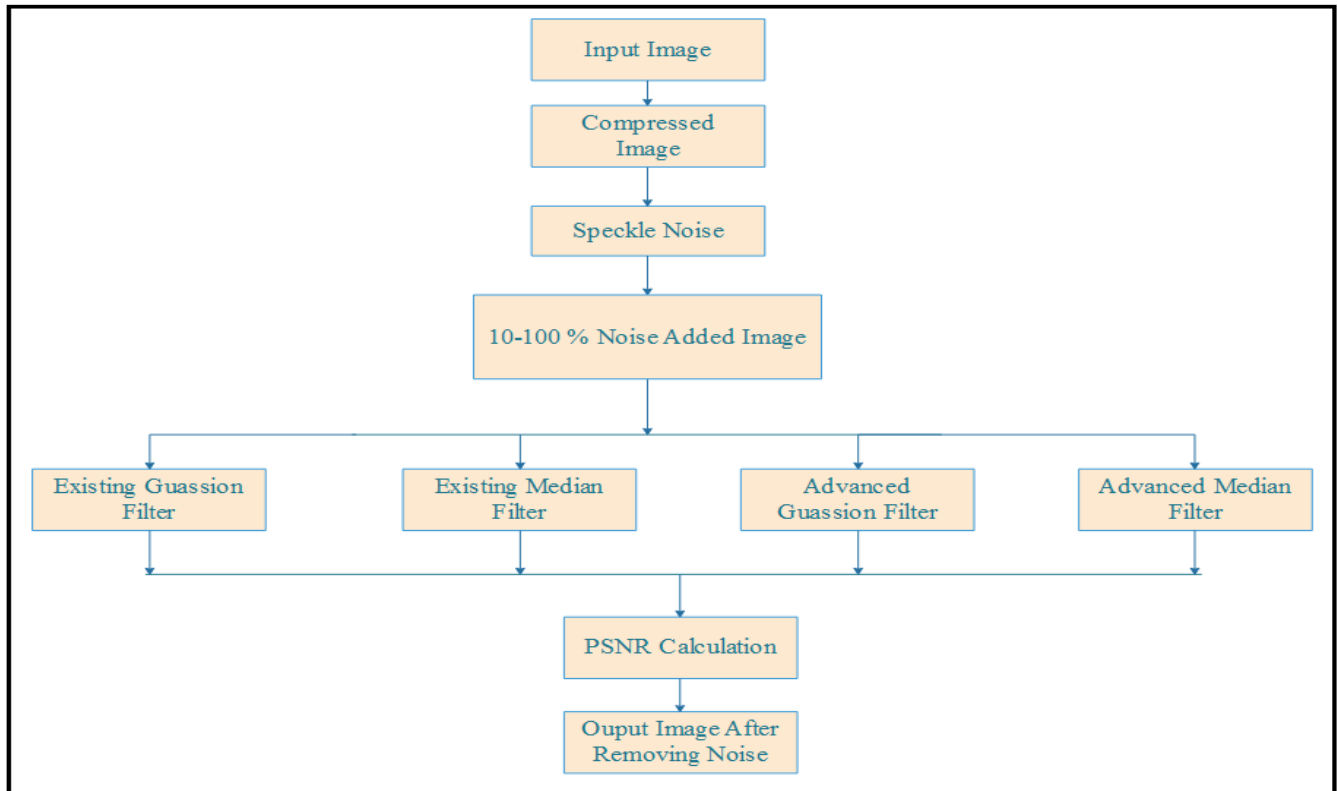 Input Image
Compressed
Image
Speckle Noise
10-100 % Noise Added Image
Existing Guassion
Filter
Existing Median
Filter
Advanced
Guassion Filter
Advanced Median
Filter
PSNR Calculation
Ouput Image After
Removing Noise